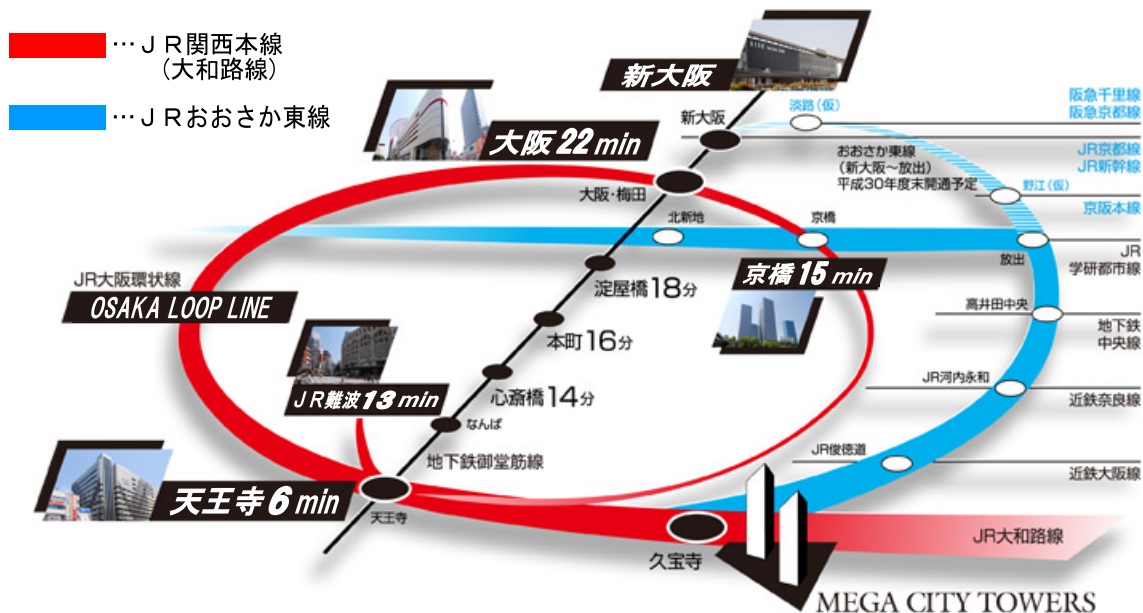 …ＪＲ関西本線
(大和路線)
…ＪＲおおさか東線
新大阪
大阪 22 min
新大阪
淡路(仮)
阪急千里線
阪急京都線
JR京都線
JR新幹線
おおさか東線
(新大阪〜放出)
平成30年度末開通予定
野江(仮)
京阪本線
大阪・梅田
北新地
京橋
放出
JR
学研都市線
京橋 15 min
JR大阪環状線
OSAKA LOOP LINE
淀屋橋18分
高井田中央
地下鉄
中央線
本町16分
ＪＲ難波 13 min
心斎橋14分
JR河内永和
近鉄奈良線
なんば
地下鉄御堂筋線
JR俊徳道
近鉄大阪線
天王寺 6 min
天王寺
久宝寺
JR大和路線
MEGA CITY TOWERS